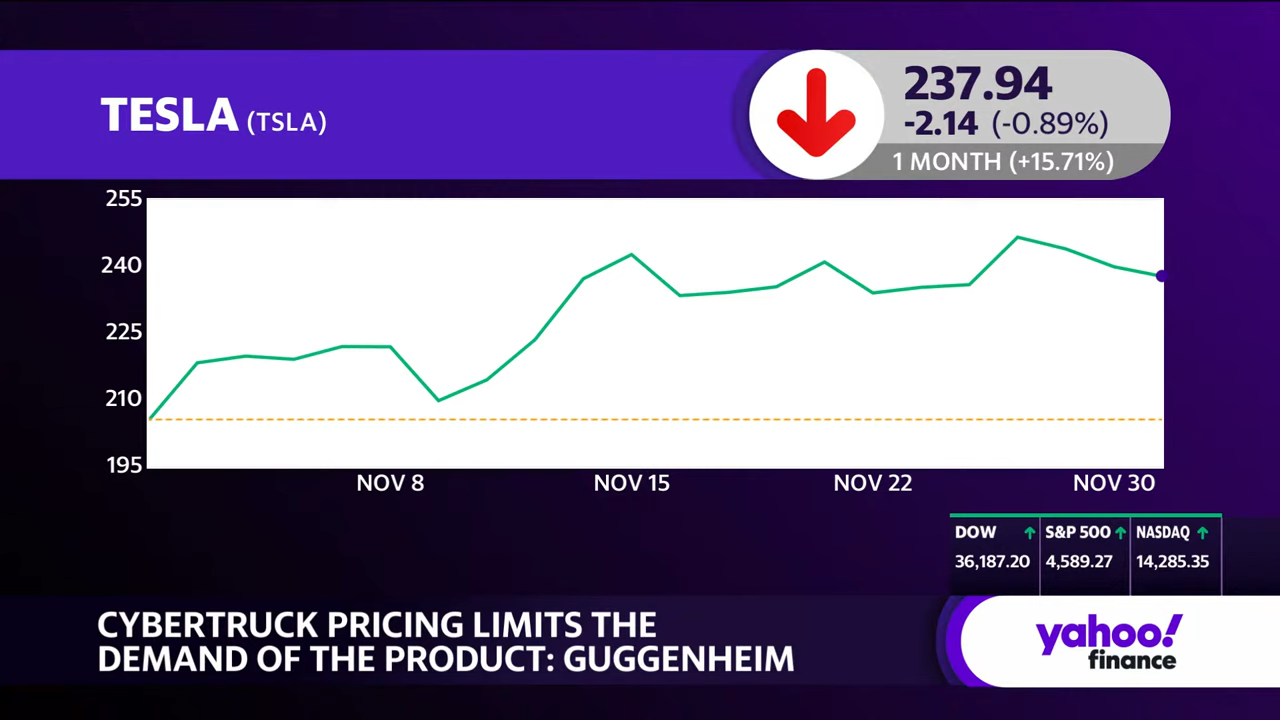 TESLA (TSLA)
237.94
-2.14 (-0.89%)
1 MONTH (+15.71%)
255
240
225
210
195
NOV 8 NOV 15 NOV 22 NOV 30
DOW S&P 500 NASDAQ
36,187.20 4,589.27 14,285.35
CYBERTRUCK PRICING LIMITS THE
DEMAND OF THE PRODUCT: GUGGENHEIM
yahoo!
finance